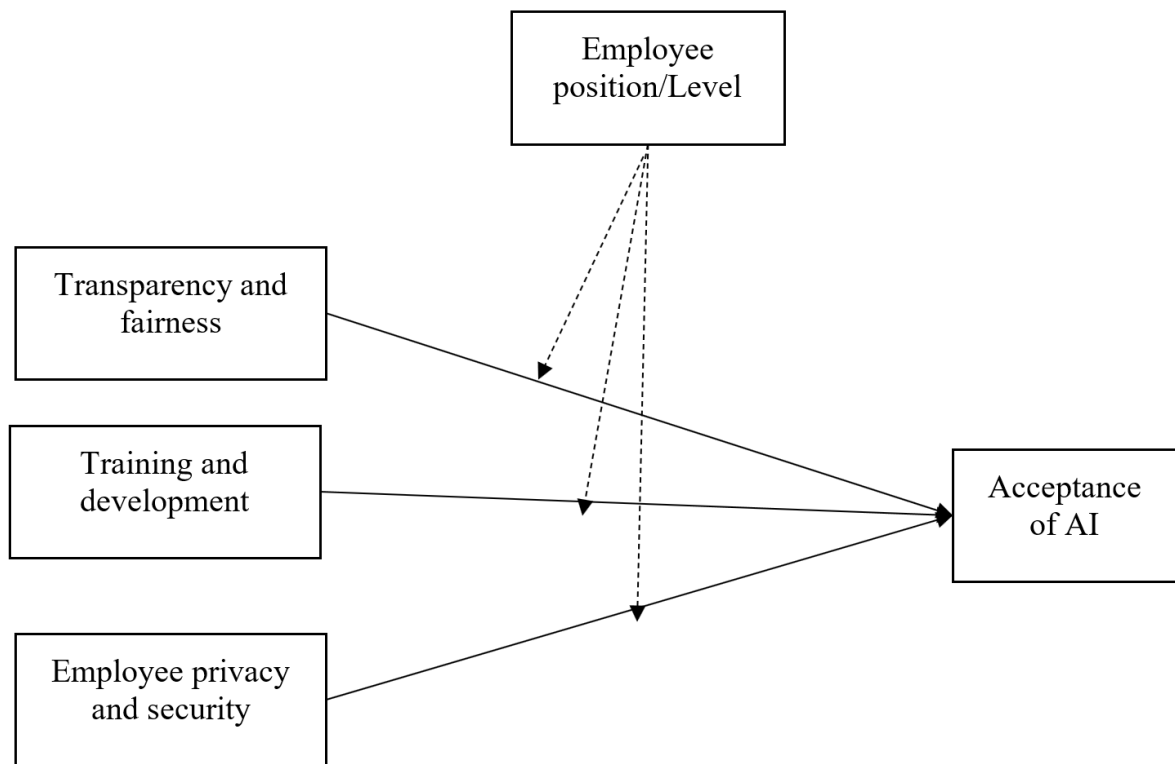 Employee
position/Level
Transparency and
fairness
Training and
development
Acceptance
of AI
Employee privacy
and security